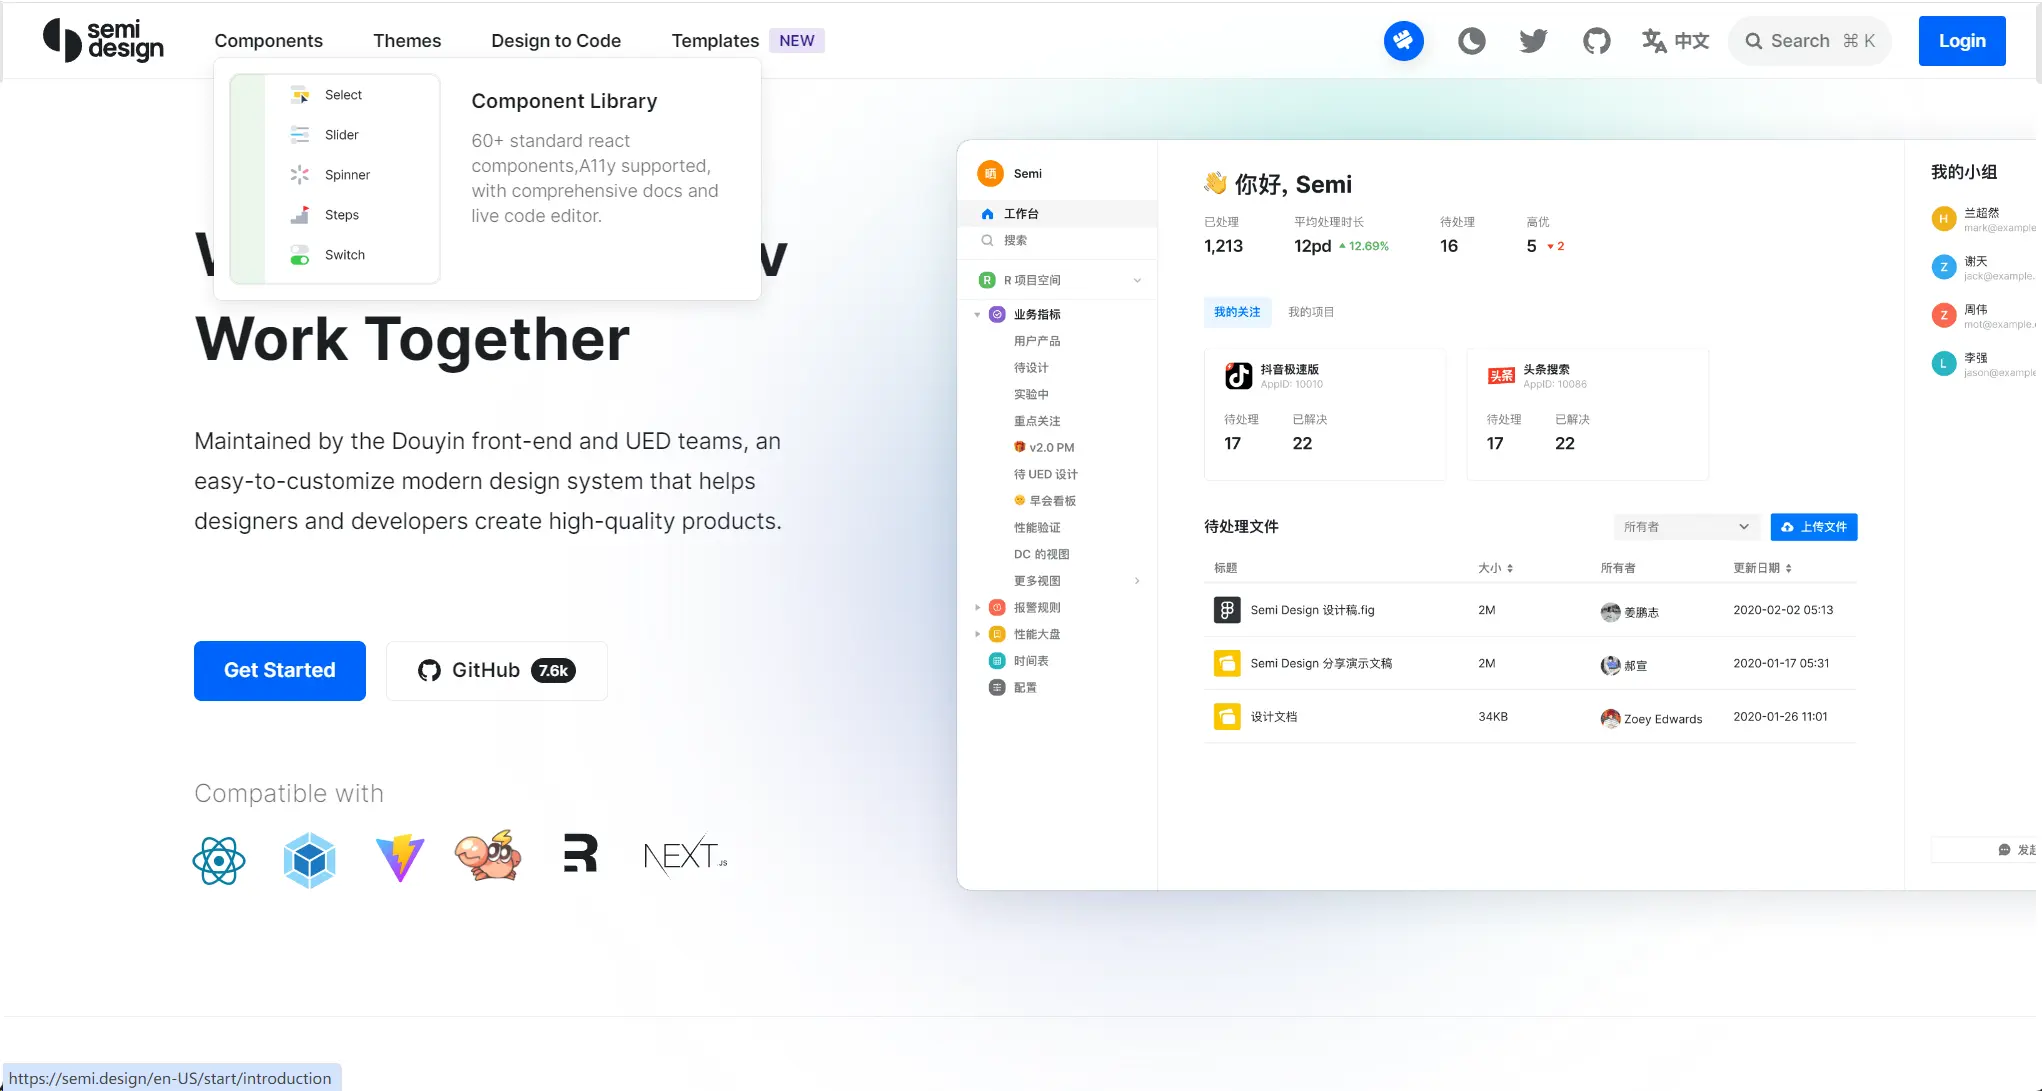 semi
design
Components
Themes
Design to Code
Templates
NEW
中文
Search
⌘ K
Login
Select
Slider
Spinner
Steps
Switch
Component Library
60+ standard react
components,A11y supported,
with comprehensive docs and
live code editor.
Work Together
Maintained by the Douyin front-end and UED teams, an
easy-to-customize modern design system that helps
designers and developers create high-quality products.
Get Started
GitHub 7.6k
Compatible with
NEXT.JS
晒 Semi
工作台
搜索
R R 项目空间
业务指标
用户产品
待设计
实验中
重点关注
v2.0 PM
待 UED 设计
早会看板
性能验证
DC 的视图
更多视图
报警规则
性能大盘
时间表
配置
👋 你好, Semi
已处理 平均处理时长 待处理 高优
1,213 12pd 12.69% 16 5 2
我的关注 我的项目
抖音极速版
AppID: 10010
待处理 已解决
17 22
头条
头条搜索
AppID: 10086
待处理 已解决
17 22
待处理文件
所有者
上传文件
标题 大小 所有者 更新日期
Semi Design 设计稿.fig 2M 姜鹏志 2020-02-02 05:13
Semi Design 分享演示文稿 2M 郝宣 2020-01-17 05:31
设计文档 34KB Zoey Edwards 2020-01-26 11:01
我的小组
H 兰超然
mark@example
Z 谢天
jack@example.
Z 周伟
mot@example.
L 李强
jason@example
发起
https://semi.design/en-US/start/introduction